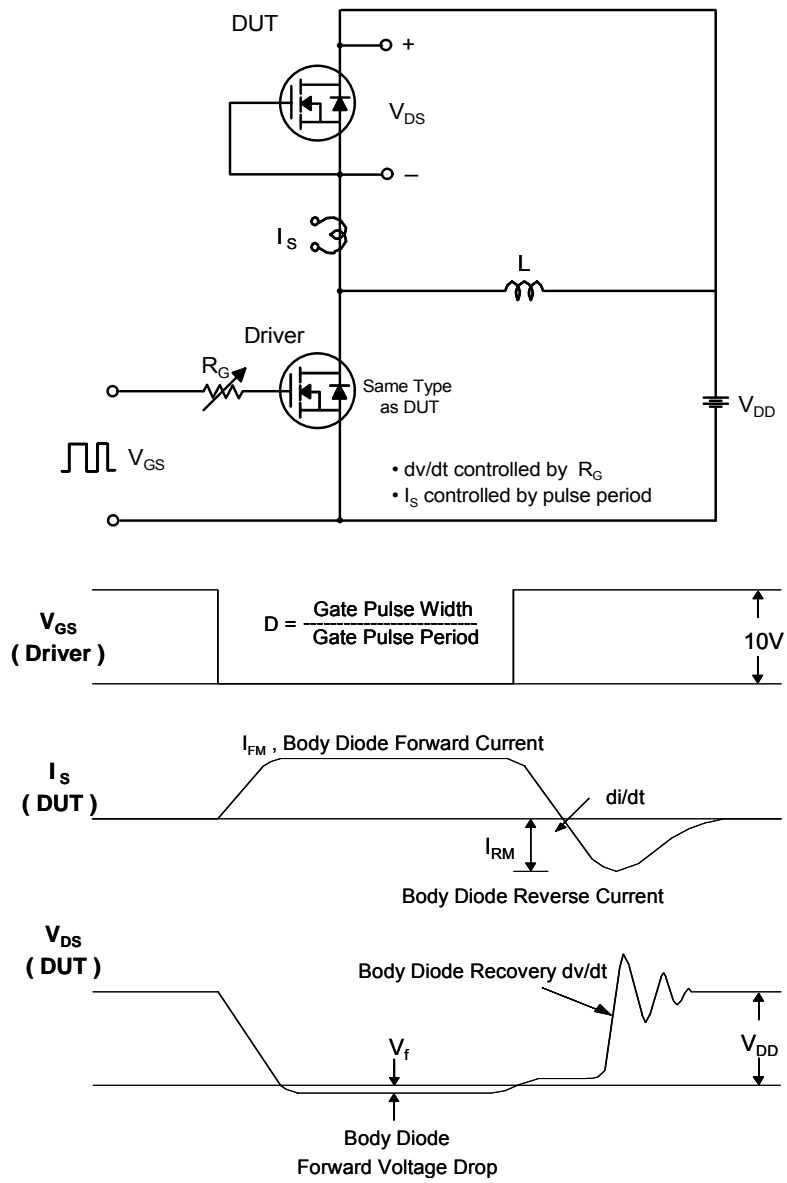 DUT
+
V_DS
–
I_S
L
Driver
R_G
Same Type
as DUT
V_DD
V_GS
• dv/dt controlled by R_G
• I_S controlled by pulse period
V_GS
( Driver )
D = Gate Pulse Width
Gate Pulse Period
10V
I_FM , Body Diode Forward Current
I_S
( DUT )
di/dt
I_RM
Body Diode Reverse Current
V_DS
( DUT )
Body Diode Recovery dv/dt
V_f
V_DD
Body Diode
Forward Voltage Drop